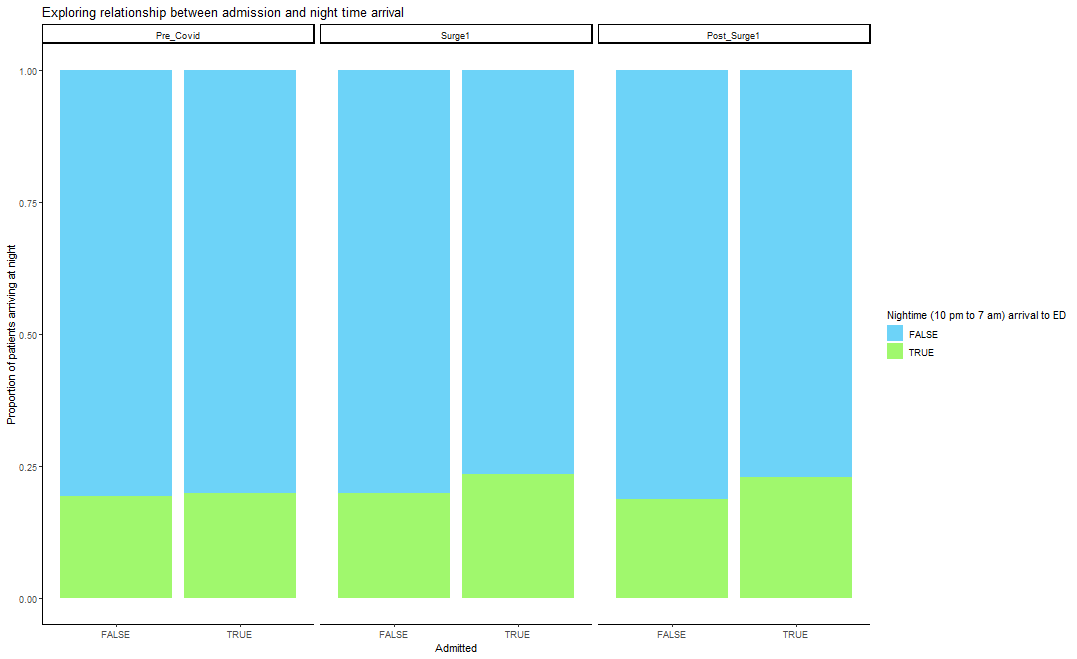 Exploring relationship between admission and night time arrival
Pre_Covid
Surge1
Post_Surge1
1.00
0.75
0.50
0.25
0.00
Proportion of patients arriving at night
FALSE
TRUE
FALSE
TRUE
FALSE
TRUE
Admitted
Nightime (10 pm to 7 am) arrival to ED
FALSE
TRUE